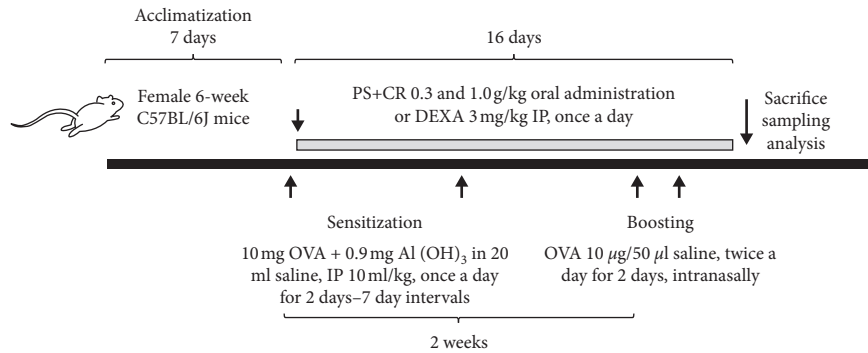 Acclimatization
7 days
16 days
Female 6-week
C57BL/6J mice
PS+CR 0.3 and 1.0 g/kg oral administration
or DEXA 3 mg/kg IP, once a day
Sacrifice
sampling
analysis
Sensitization
10 mg OVA + 0.9 mg Al (OH)₃ in 20
ml saline, IP 10 ml/kg, once a day
for 2 days–7 day intervals
Boosting
OVA 10 μg/50 μl saline, twice a
day for 2 days, intranasally
2 weeks